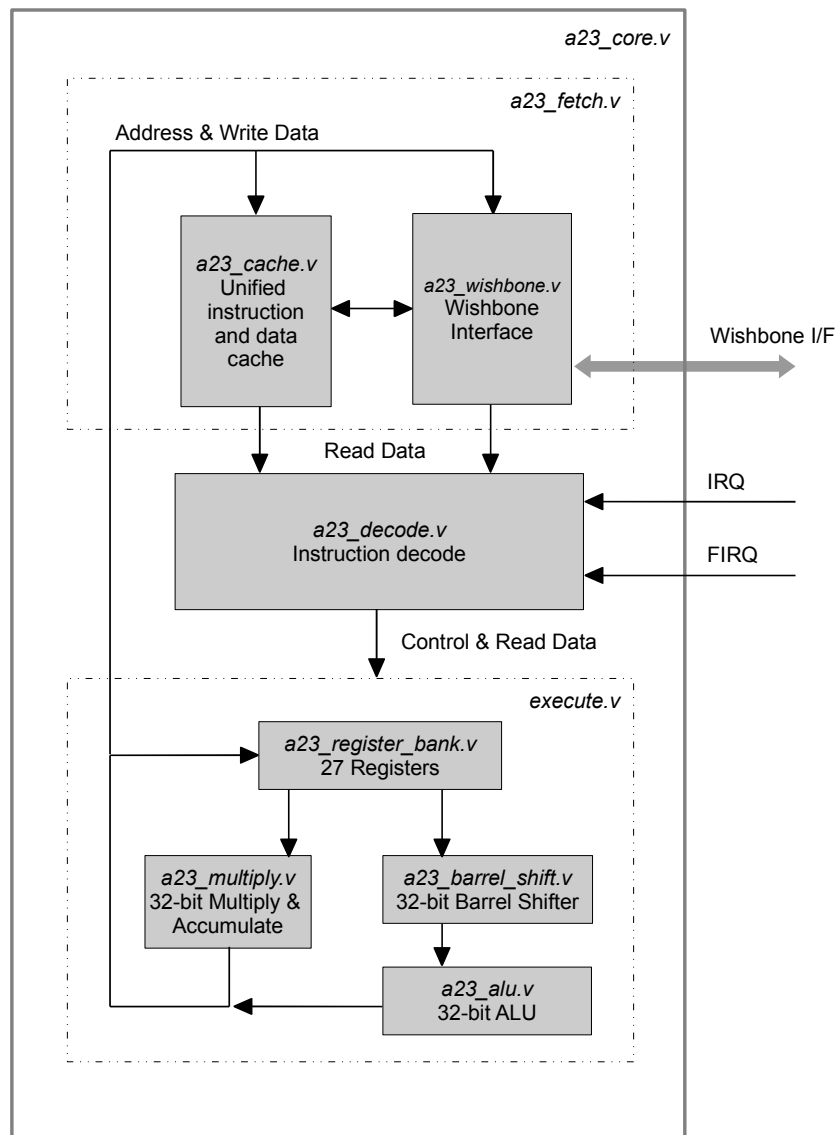 a23_core.v
a23_fetch.v
Address & Write Data
a23_cache.v
Unified
instruction
and data
cache
a23_wishbone.v
Wishbone
Interface
Wishbone I/F
Read Data
IRQ
a23_decode.v
Instruction decode
FIRQ
Control & Read Data
execute.v
a23_register_bank.v
27 Registers
a23_multiply.v
32-bit Multiply &
Accumulate
a23_barrel_shift.v
32-bit Barrel Shifter
a23_alu.v
32-bit ALU